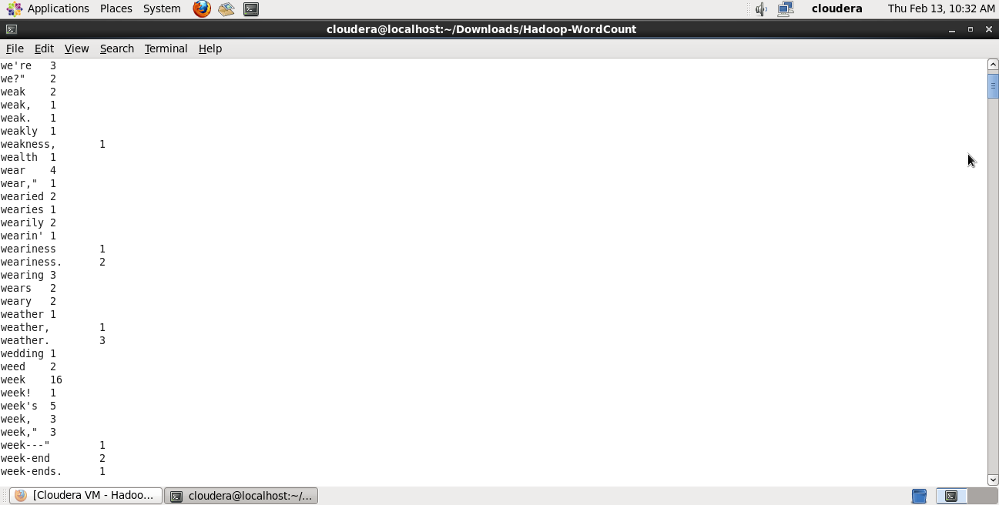 Applications Places System cloudera Thu Feb 13, 10:32 AM
cloudera@localhost:~/Downloads/Hadoop-WordCount
File Edit View Search Terminal Help
we're 3
we?" 2
weak 2
weak, 1
weak. 1
weakly 1
weakness, 1
wealth 1
wear 4
wear," 1
wearied 2
wearies 1
wearily 2
wearin' 1
weariness 1
weariness. 2
wearing 3
wears 2
weary 2
weather 1
weather, 1
weather. 3
wedding 1
weed 2
week 16
week! 1
week's 5
week, 3
week," 3
week---" 1
week-end 2
week-ends. 1
[Cloudera VM - Hadoo... cloudera@localhost:~/...